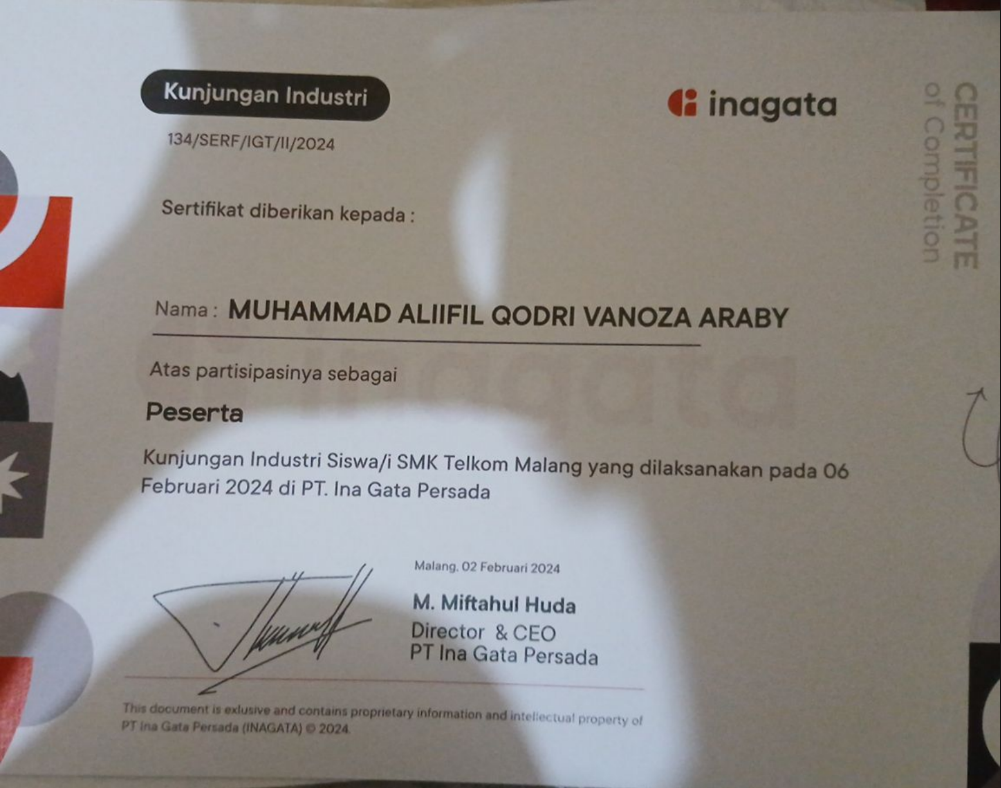 Kunjungan Industri
inagata
134/SERF/IGT/II/2024
CERTIFICATE
of Completion
Sertifikat diberikan kepada :
Nama : MUHAMMAD ALIIFIL QODRI VANOZA ARABY
Atas partisipasinya sebagai
inagata
Peserta
Kunjungan Industri Siswa/i SMK Telkom Malang yang dilaksanakan pada 06
Februari 2024 di PT. Ina Gata Persada
Malang, 02 Februari 2024
M. Miftahul Huda
Director & CEO
PT Ina Gata Persada
This document is exlusive and contains proprietary information and intellectual property of
PT Ina Gata Persada (INAGATA) © 2024